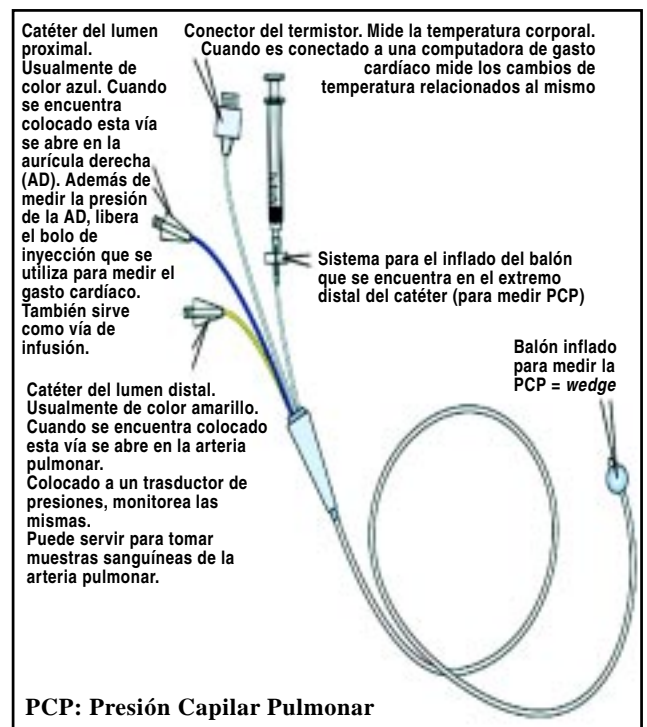 Catéter del lumen
proximal.
Usualmente de
color azul. Cuando
se encuentra
colocado esta vía
se abre en la
aurícula derecha
(AD). Además de
medir la presión
de la AD, libera
el bolo de
inyección que se
utiliza para medir el
gasto cardíaco.
También sirve
como vía de
infusión.
Conector del termistor. Mide la temperatura corporal.
Cuando es conectado a una computadora de gasto
cardíaco mide los cambios de
temperatura relacionados al mismo
Sistema para el inflado del balón
que se encuentra en el extremo
distal del catéter (para medir PCP)
Balón inflado
para medir la
PCP = wedge
Catéter del lumen distal.
Usualmente de color amarillo.
Cuando se encuentra colocado
esta vía se abre en la arteria
pulmonar.
Colocado a un trasductor de
presiones, monitorea las
mismas.
Puede servir para tomar
muestras sanguíneas de la
arteria pulmonar.
PCP: Presión Capilar Pulmonar